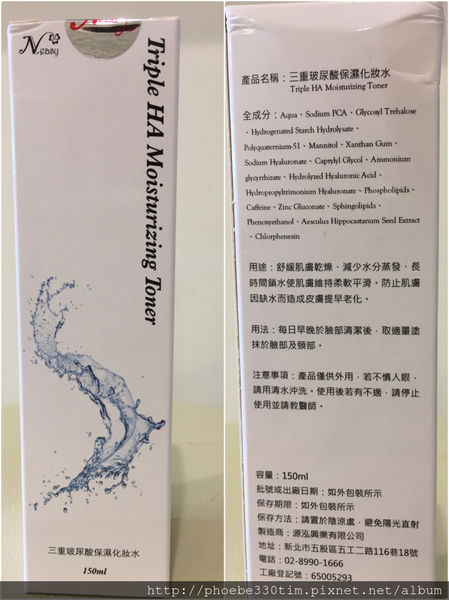 N.eauy
Triple HA Moisturizing Toner
三重玻尿酸保濕化妝水
150ml
產品名稱：三重玻尿酸保濕化妝水
Triple HA Moisturizing Toner
全成分：Aqua、Sodium PCA、Glycosyl Trehalose
、Hydrogenated Starch Hydrolysate、
Polyquaternium-51、Mannitol、Xanthan Gum、
Sodium Hyaluronate、Caprylyl Glycol、Ammonium
glycyrrhizate、Hydrolyzed Hyaluronic Acid、
Hydropropyltrimonium Hyaluronate、Phospholipids、
Caffeine、Zinc Gluconate、Sphingolipids、
Phenoxyethanol、Aesculus Hippocastanum Seed Extract
、Chlorphenesin
用途：舒緩肌膚乾燥、減少水分蒸發、長
時間鎖水使肌膚維持柔軟平滑。防止肌膚
因缺水而造成皮膚提早老化。
用法：每日早晚於臉部清潔後，取適量塗
抹於臉部及頸部。
注意事項：產品僅供外用，若不慎入眼，
請用清水沖洗。使用後若有不適，請停止
使用並請教醫師。
容量：150ml
批號或出廠日期：如外包裝所示
保存期限：如外包裝所示
保存方法：請置於陰涼處，避免陽光直射
製造商：源泓興業有限公司
地址：新北市五股區五工二路116巷18號
電話：02-8990-1666
工廠登記號：65005293
http://phoebe330tim.pixnet.net/album